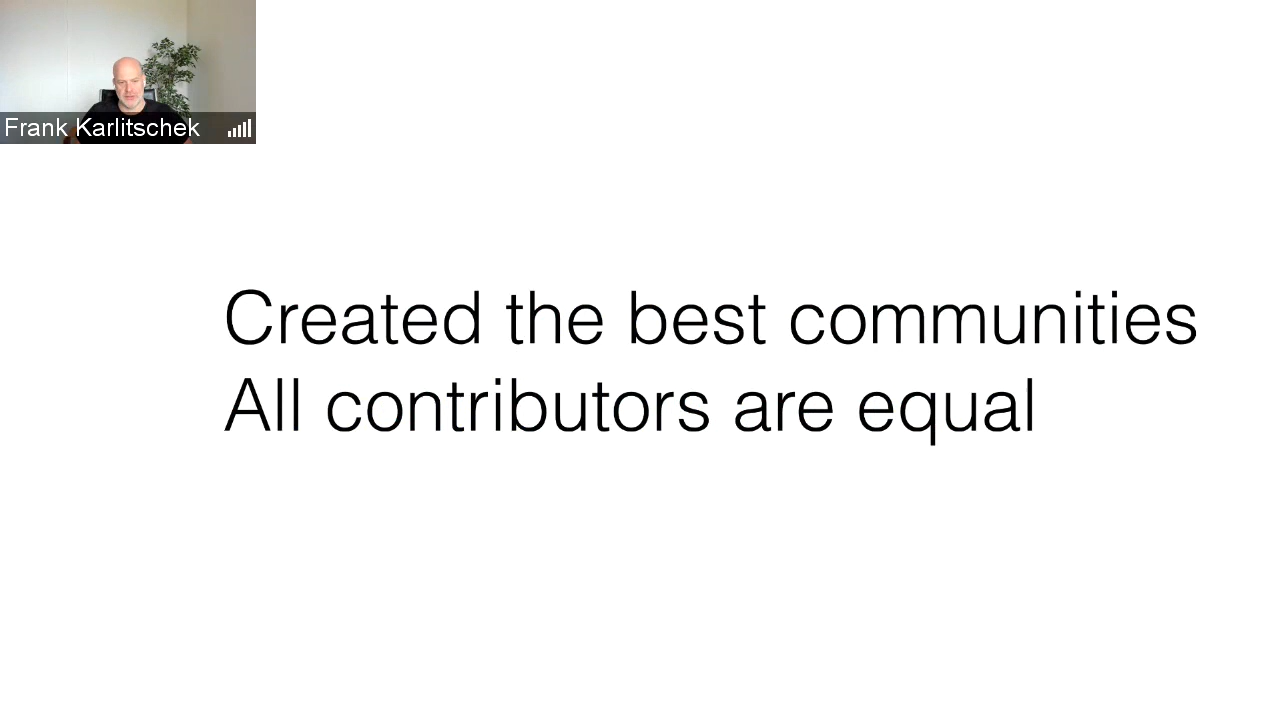 Frank Karlitschek
Created the best communities
All contributors are equal